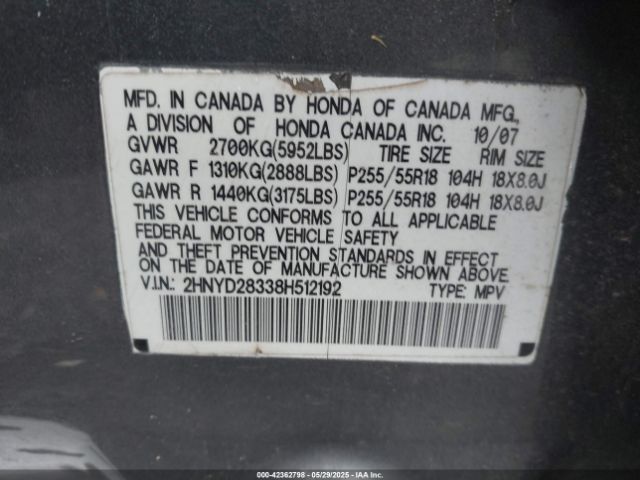 MFD. IN CANADA BY HONDA OF CANADA MFG.,
A DIVISION OF HONDA CANADA INC. 10/07
GVWR 2700KG(5952LBS) TIRE SIZE RIM SIZE
GAWR F 1310KG(2888LBS) P255/55R18 104H 18X8.0J
GAWR R 1440KG(3175LBS) P255/55R18 104H 18X8.0J
THIS VEHICLE CONFORMS TO ALL APPLICABLE
FEDERAL MOTOR VEHICLE SAFETY
AND THEFT PREVENTION STANDARDS IN EFFECT
ON THE DATE OF MANUFACTURE SHOWN ABOVE.
V.I.N.: 2HNYD28338H512192 TYPE: MPV
000-42362798 - 05/29/2025 - IAAI.COM